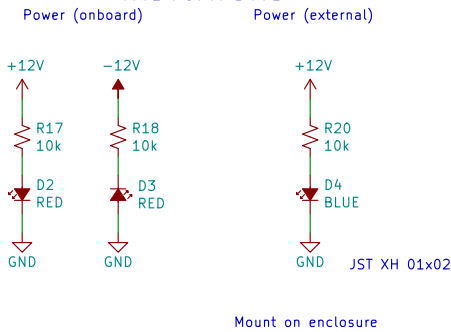 Power (onboard)
Power (external)
+12V
-12V
+12V
R17
10k
R18
10k
R20
10k
D2
RED
D3
RED
D4
BLUE
GND
GND
GND
JST XH 01x02
Mount on enclosure